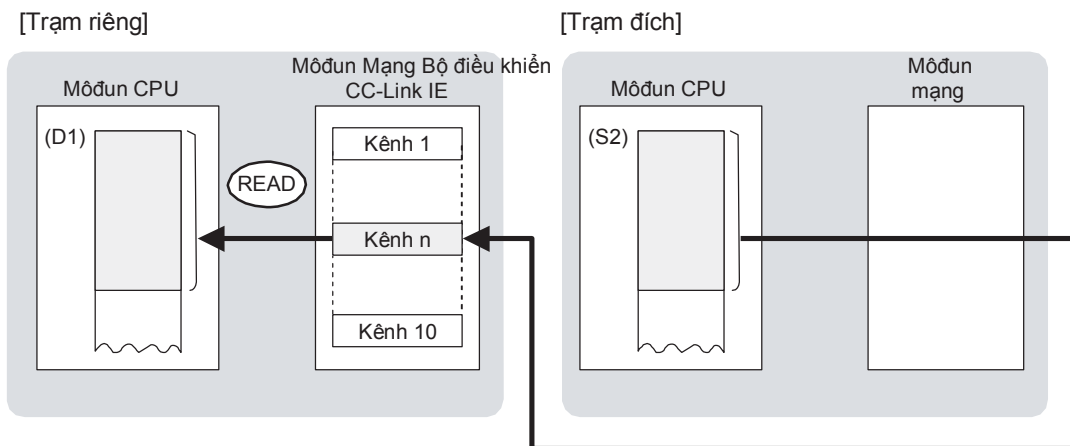 [Trạm riêng]
[Trạm đích]
Môđun CPU
Môđun Mạng Bộ điều khiển
CC-Link IE
(D1)
READ
Kênh 1
Kênh n
Kênh 10
Môđun CPU
(S2)
Môđun
mạng